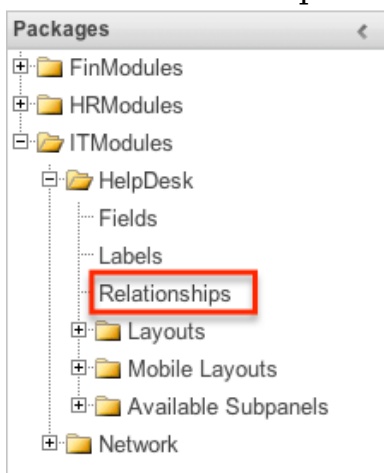 Packages
FinModules
HRModules
ITModules
HelpDesk
Fields
Labels
Relationships
Layouts
Mobile Layouts
Available Subpanels
Network